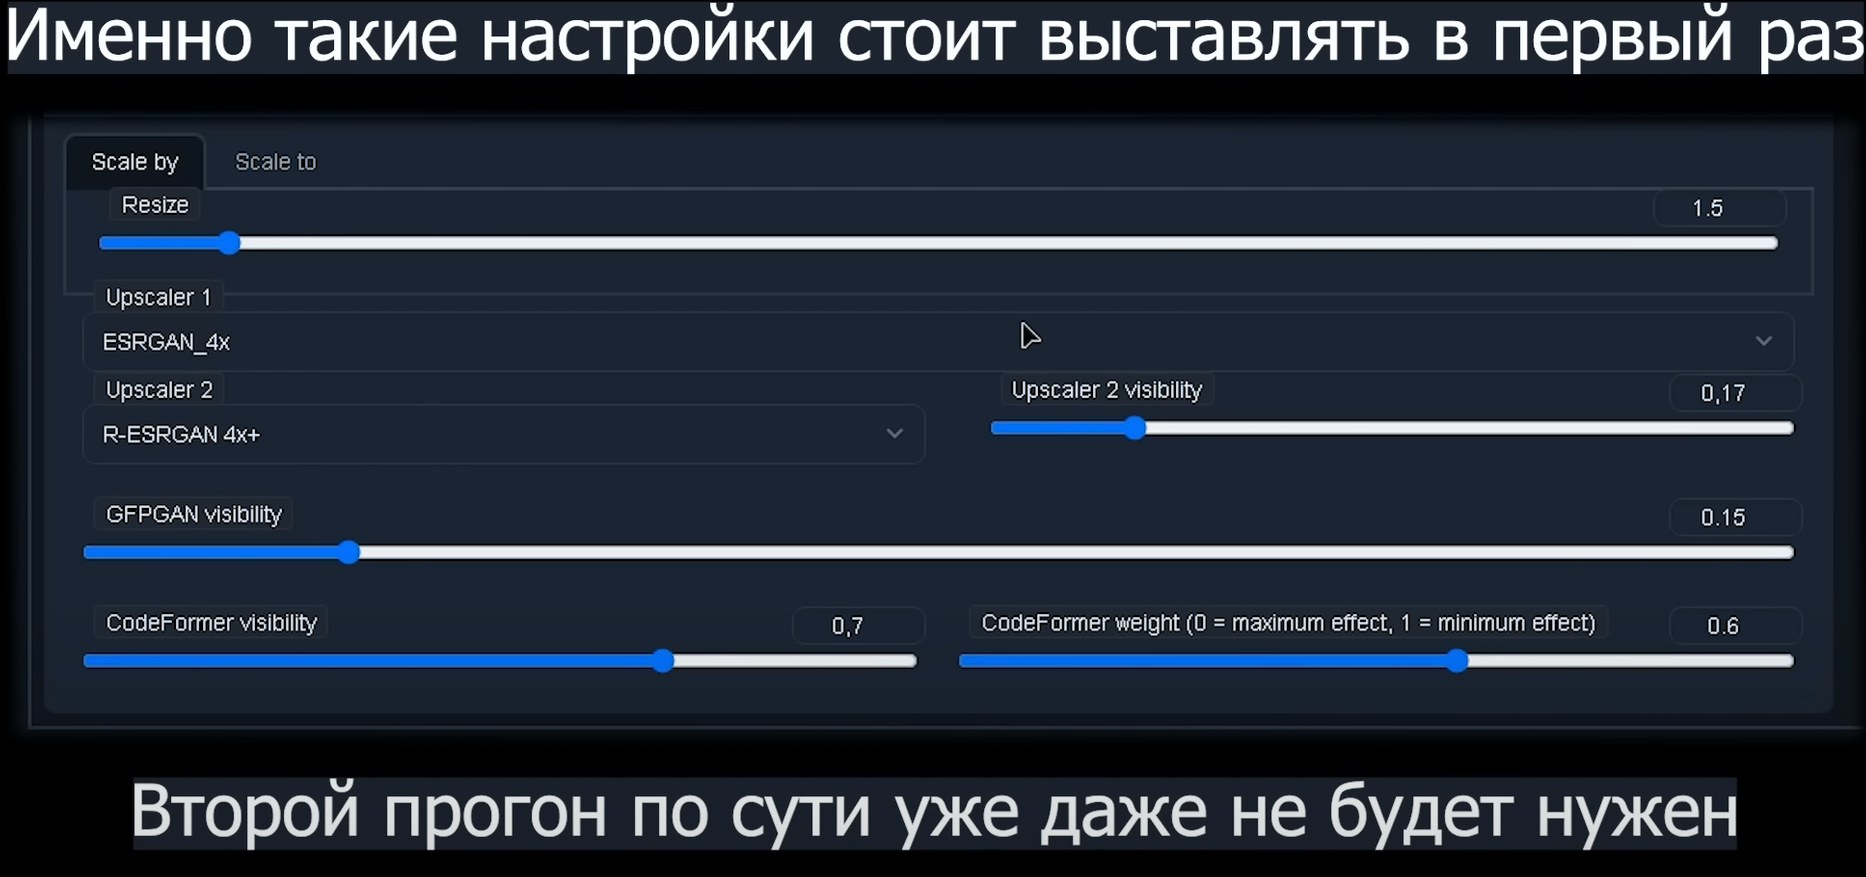 Именно такие настройки стоит выставлять в первый раз
Scale by Scale to
Resize 1.5
Upscaler 1
ESRGAN_4x
Upscaler 2 Upscaler 2 visibility 0,17
R-ESRGAN 4x+
GFPGAN visibility 0.15
CodeFormer visibility 0,7 CodeFormer weight (0 = maximum effect, 1 = minimum effect) 0.6
Второй прогон по сути уже даже не будет нужен